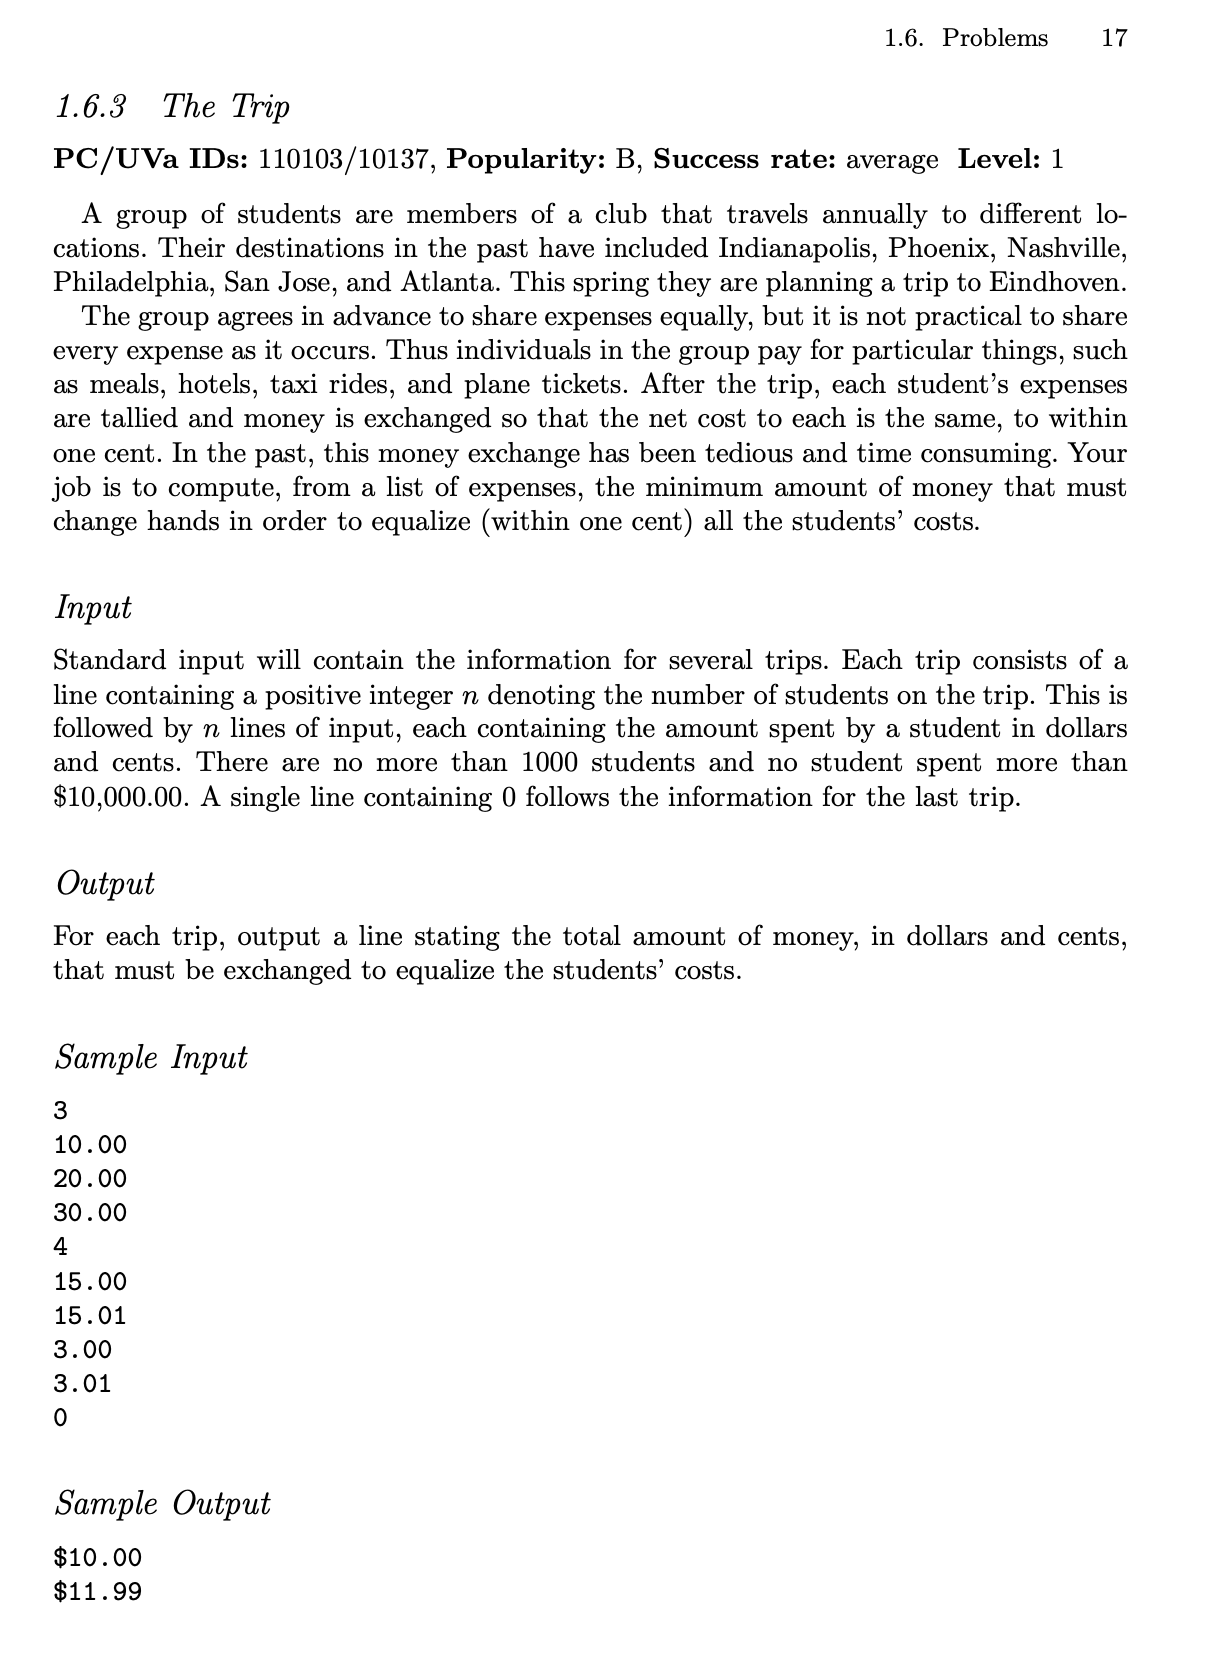 1.6. Problems 17
1.6.3 The Trip
PC/UVa IDs: 110103/10137, Popularity: B, Success rate: average Level: 1
A group of students are members of a club that travels annually to different lo-
cations. Their destinations in the past have included Indianapolis, Phoenix, Nashville,
Philadelphia, San Jose, and Atlanta. This spring they are planning a trip to Eindhoven.
The group agrees in advance to share expenses equally, but it is not practical to share
every expense as it occurs. Thus individuals in the group pay for particular things, such
as meals, hotels, taxi rides, and plane tickets. After the trip, each student's expenses
are tallied and money is exchanged so that the net cost to each is the same, to within
one cent. In the past, this money exchange has been tedious and time consuming. Your
job is to compute, from a list of expenses, the minimum amount of money that must
change hands in order to equalize (within one cent) all the students' costs.
Input
Standard input will contain the information for several trips. Each trip consists of a
line containing a positive integer n denoting the number of students on the trip. This is
followed by n lines of input, each containing the amount spent by a student in dollars
and cents. There are no more than 1000 students and no student spent more than
$10,000.00. A single line containing 0 follows the information for the last trip.
Output
For each trip, output a line stating the total amount of money, in dollars and cents,
that must be exchanged to equalize the students' costs.
Sample Input
3
10.00
20.00
30.00
4
15.00
15.01
3.00
3.01
0
Sample Output
$10.00
$11.99